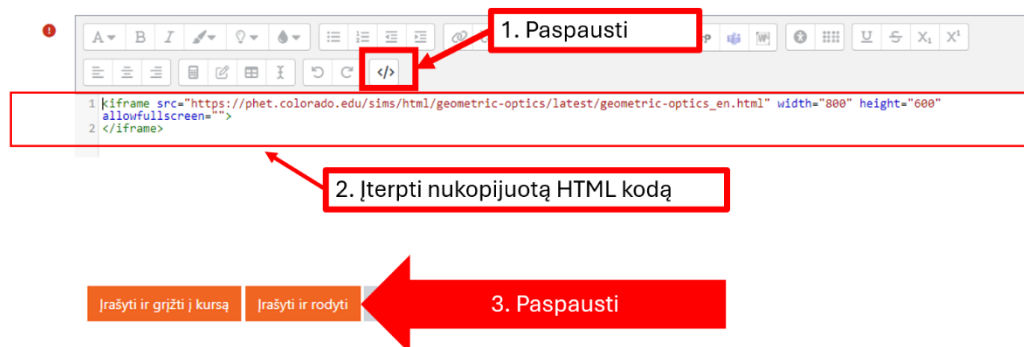 1. Paspausti
A B I
U S X₁ X¹
</>
1 <iframe src="https://phet.colorado.edu/sims/html/geometric-optics/latest/geometric-optics_en.html" width="800" height="600"
allowfullscreen="">
2 </iframe>
2. Įterpti nukopijuotą HTML kodą
Įrašyti ir grįžti į kursą
Įrašyti ir rodyti
3. Paspausti